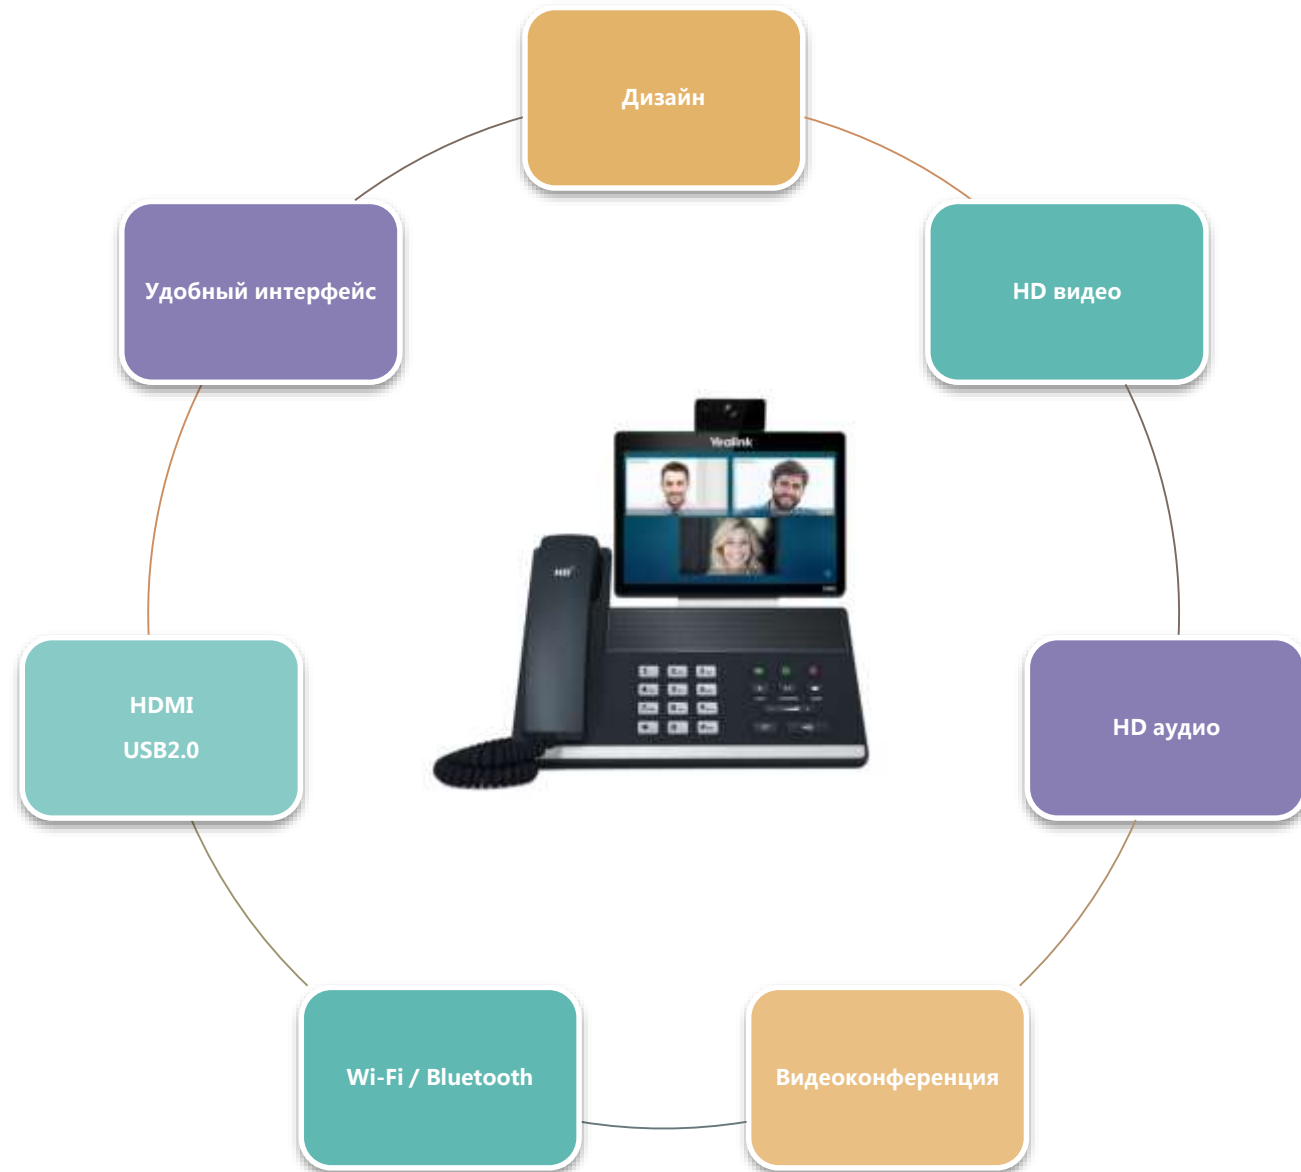 Дизайн
HD видео
HD аудио
Видеоконференция
Wi-Fi / Bluetooth
HDMI
USB2.0
Удобный интерфейс
Yealink